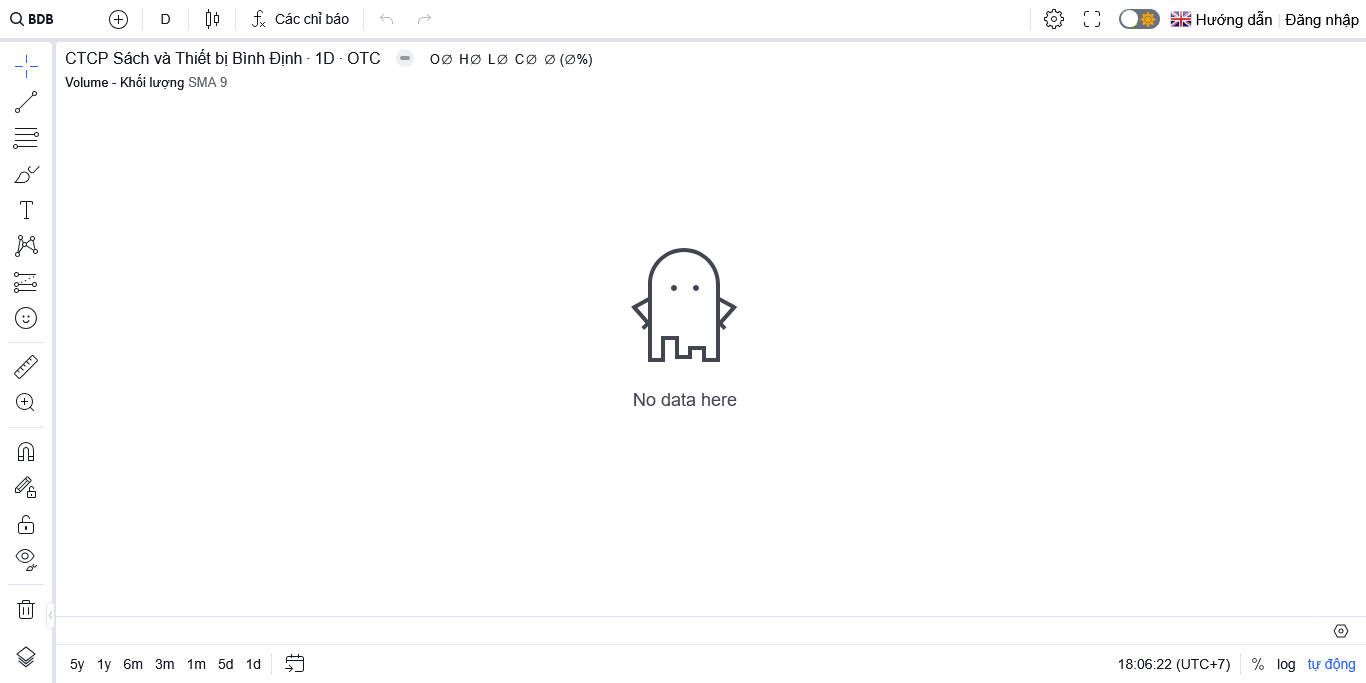 BDB D Các chỉ báo Hướng dẫn Đăng nhập
CTCP Sách và Thiết bị Bình Định · 1D · OTC O∅ H∅ L∅ C∅ ∅ (∅%)
Volume - Khối lượng SMA 9
No data here
5y 1y 6m 3m 1m 5d 1d 18:06:22 (UTC+7) % log tự động